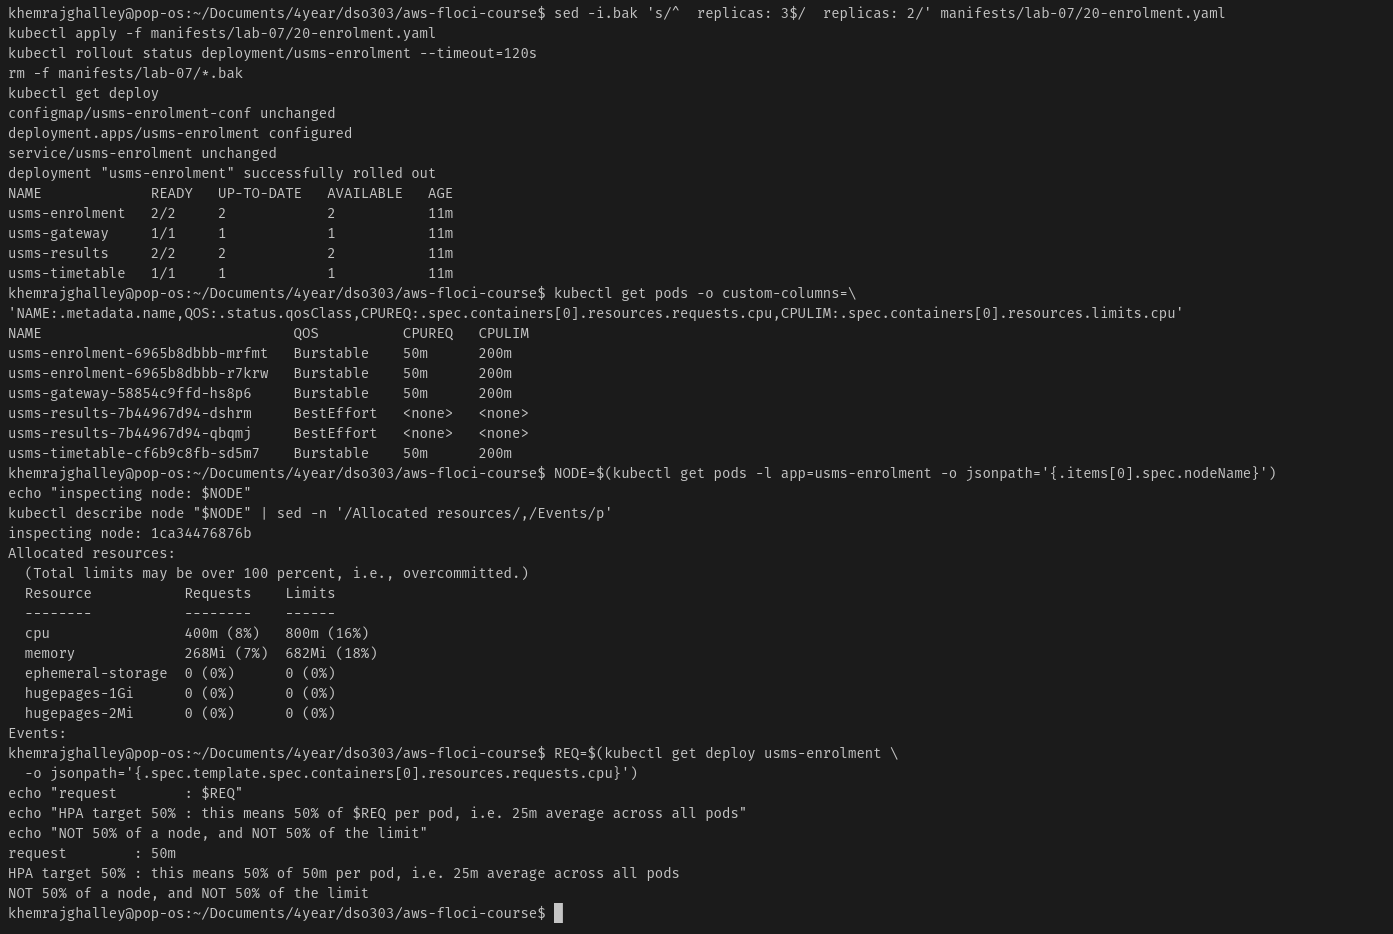 khemrajghalley@pop-os:~/Documents/4year/dso303/aws-floci-course$ sed -i.bak 's/^  replicas: 3$/  replicas: 2/' manifests/lab-07/20-enrolment.yaml
kubectl apply -f manifests/lab-07/20-enrolment.yaml
kubectl rollout status deployment/usms-enrolment --timeout=120s
rm -f manifests/lab-07/*.bak
kubectl get deploy
configmap/usms-enrolment-conf unchanged
deployment.apps/usms-enrolment configured
service/usms-enrolment unchanged
deployment "usms-enrolment" successfully rolled out
NAME             READY   UP-TO-DATE   AVAILABLE   AGE
usms-enrolment   2/2     2            2           11m
usms-gateway     1/1     1            1           11m
usms-results     2/2     2            2           11m
usms-timetable   1/1     1            1           11m
khemrajghalley@pop-os:~/Documents/4year/dso303/aws-floci-course$ kubectl get pods -o custom-columns=\
'NAME:.metadata.name,QOS:.status.qosClass,CPUREQ:.spec.containers[0].resources.requests.cpu,CPULIM:.spec.containers[0].resources.limits.cpu'
NAME                              QOS          CPUREQ   CPULIM
usms-enrolment-6965b8dbbb-mrfmt   Burstable    50m      200m
usms-enrolment-6965b8dbbb-r7krw   Burstable    50m      200m
usms-gateway-58854c9ffd-hs8p6     Burstable    50m      200m
usms-results-7b44967d94-dshrm     BestEffort   <none>   <none>
usms-results-7b44967d94-qbqmj     BestEffort   <none>   <none>
usms-timetable-cf6b9c8fb-sd5m7    Burstable    50m      200m
khemrajghalley@pop-os:~/Documents/4year/dso303/aws-floci-course$ NODE=$(kubectl get pods -l app=usms-enrolment -o jsonpath='{.items[0].spec.nodeName}')
echo "inspecting node: $NODE"
kubectl describe node "$NODE" | sed -n '/Allocated resources/,/Events/p'
inspecting node: 1ca34476876b
Allocated resources:
  (Total limits may be over 100 percent, i.e., overcommitted.)
  Resource           Requests    Limits
  --------           --------    ------
  cpu                400m (8%)   800m (16%)
  memory             268Mi (7%)  682Mi (18%)
  ephemeral-storage  0 (0%)      0 (0%)
  hugepages-1Gi      0 (0%)      0 (0%)
  hugepages-2Mi      0 (0%)      0 (0%)
Events:
khemrajghalley@pop-os:~/Documents/4year/dso303/aws-floci-course$ REQ=$(kubectl get deploy usms-enrolment \
  -o jsonpath='{.spec.template.spec.containers[0].resources.requests.cpu}')
echo "request        : $REQ"
echo "HPA target 50% : this means 50% of $REQ per pod, i.e. 25m average across all pods"
echo "NOT 50% of a node, and NOT 50% of the limit"
request        : 50m
HPA target 50% : this means 50% of 50m per pod, i.e. 25m average across all pods
NOT 50% of a node, and NOT 50% of the limit
khemrajghalley@pop-os:~/Documents/4year/dso303/aws-floci-course$